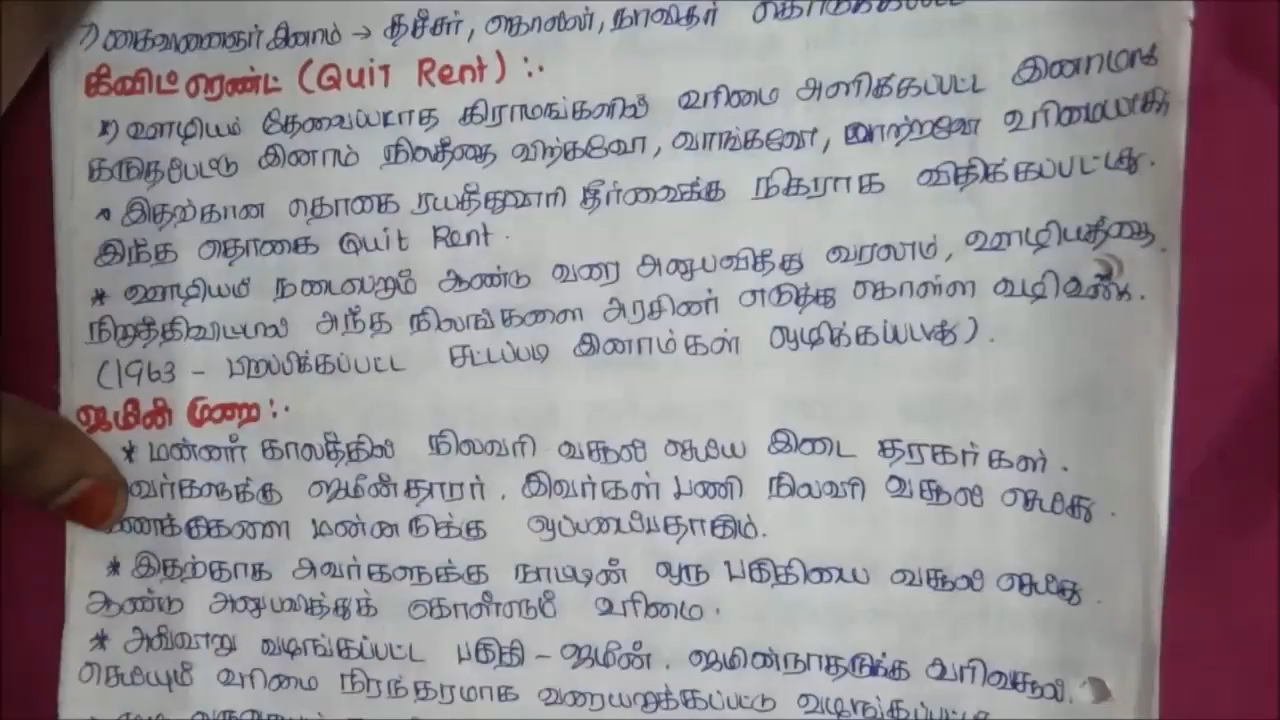 7) கைவினைஞர் இனாம் → தச்சர், கொல்லர், நாவிதர்
கிவிட் ரெண்ட் (Quit Rent) :.
*) ஊழியம் தேவைப்படாத கிராமங்களில் உரிமை அளிக்கப்பட்ட இனாமாக
கருதபட்டு இனாம் நிலத்தை விற்கவோ, வாங்கவோ, மாற்றவோ உரிமையாக
* இதற்கான தொகை ரயத்துவாரி தீர்வைக்கு நிகராக விதிக்கப்பட்டது.
இந்த தொகை Quit Rent.
* ஊழியம் நடைபெறும் ஆண்டு வரை அனுபவித்து வரலாம், ஊழியத்தை
நிறுத்திவிட்டால் அந்த நிலங்களை அரசினர் எடுத்து கொள்ள வழிவகை.
(1963 - பிறப்பிக்கப்பட்ட சட்டப்படி இனாம்கள் ஒழிக்கப்பட்டது).
ஜமீன் முறை :.
* மன்னர் காலத்தில் நிலவரி வசூல் செய்ய இடை தரகர்கள்.
இவர்களுக்கு ஜமீன்தாரர். இவர்கள் பணி நிலவரி வசூல் செய்து
கணக்குகளை மன்னருக்கு ஒப்படைப்பதாகும்.
* இதற்காக அவர்களுக்கு நாட்டின் ஒரு பகுதியை வசூல் செய்து
ஆண்டு அனுபவித்துக் கொள்ளும் உரிமை.
* அவ்வாறு வழங்கப்பட்ட பகுதி - ஜமீன். ஜமின்நாதருக்கு வரிவசூல்
செய்யும் உரிமை நிரந்தரமாக வரையறுக்கப்பட்டு வழங்கப்பட்டது